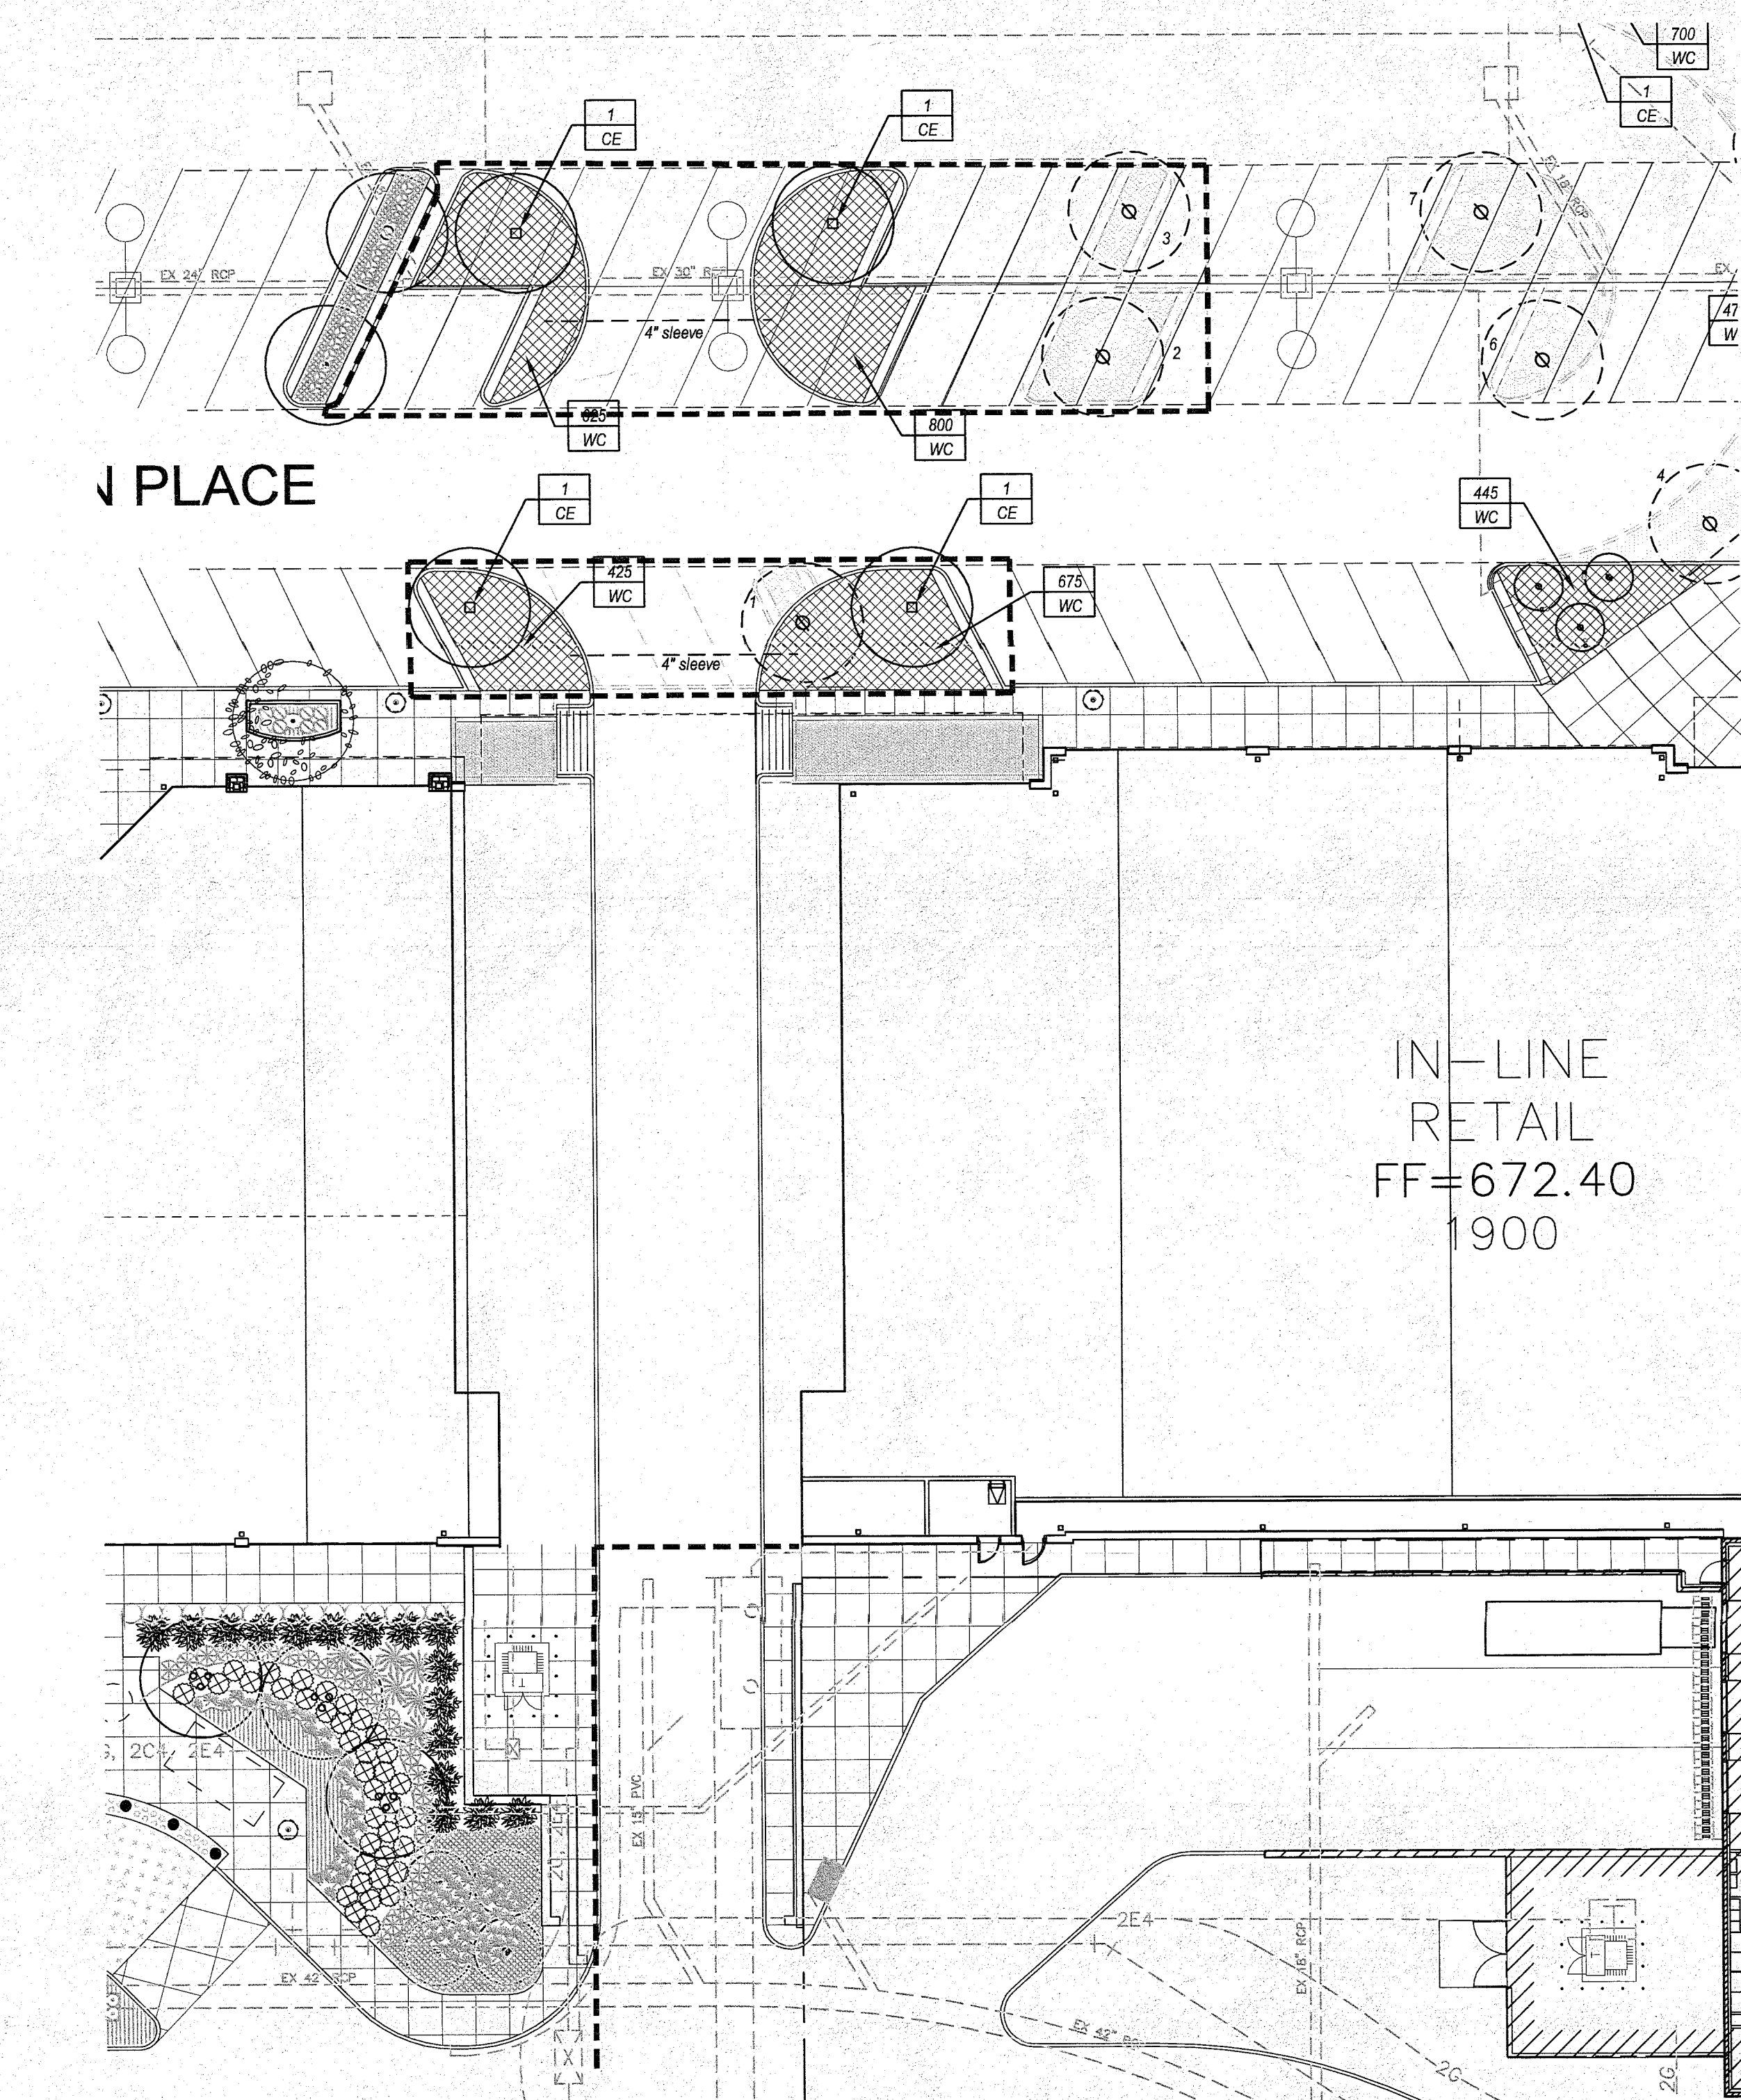 700
WC
1
CE
1
CE
1
CE
EX 18" RCP
7
3
EX 24" RCP
EX 30" RCP
EX
4" sleeve
47
W
2
6
625
WC
800
WC
N PLACE
1
CE
1
CE
445
WC
4
425
WC
1
675
WC
4" sleeve
IN-LINE
RETAIL
FF=672.40
1900
T
, 2C4, 2E4
EX 15" PVC
2E4
EX 42" RCP
EX 18" RCP
T
X
EX 42" RCP
2G
2G